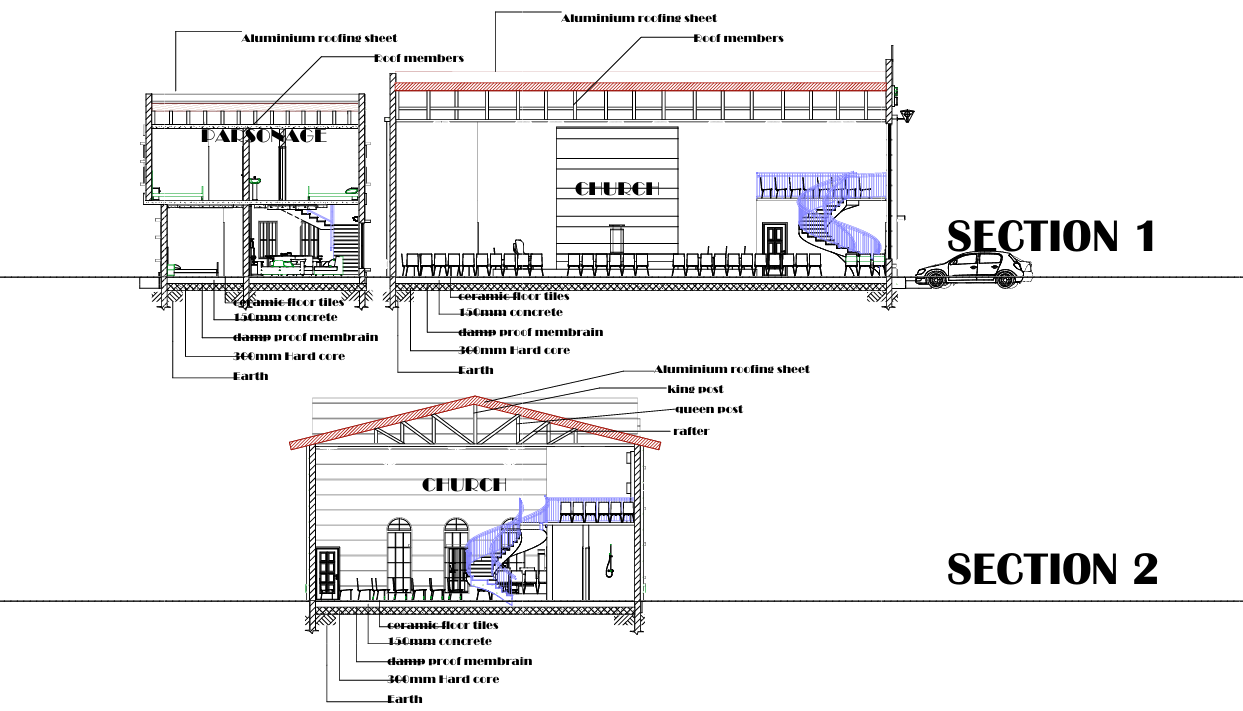 Aluminium roofing sheet
Roof members
Aluminium roofing sheet
Roof members
PARSONAGE
CHURCH
SECTION 1
ceramic floor tiles
150mm concrete
damp proof membrain
300mm Hard core
Earth
ceramic floor tiles
150mm concrete
damp proof membrain
300mm Hard core
Earth
Aluminium roofing sheet
king post
queen post
rafter
CHURCH
SECTION 2
ceramic floor tiles
150mm concrete
damp proof membrain
300mm Hard core
Earth